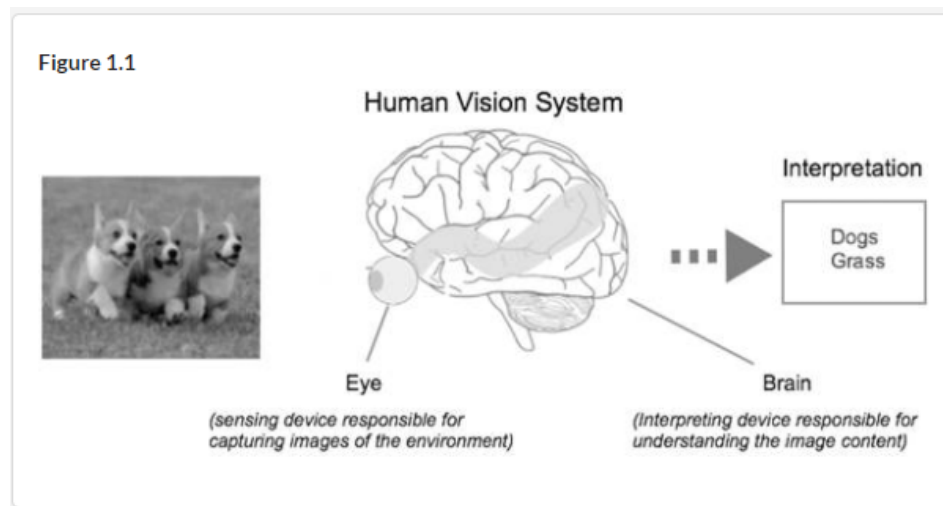 Figure 1.1
Human Vision System
Interpretation
Dogs
Grass
Eye
(sensing device responsible for
capturing images of the environment)
Brain
(Interpreting device responsible for
understanding the image content)